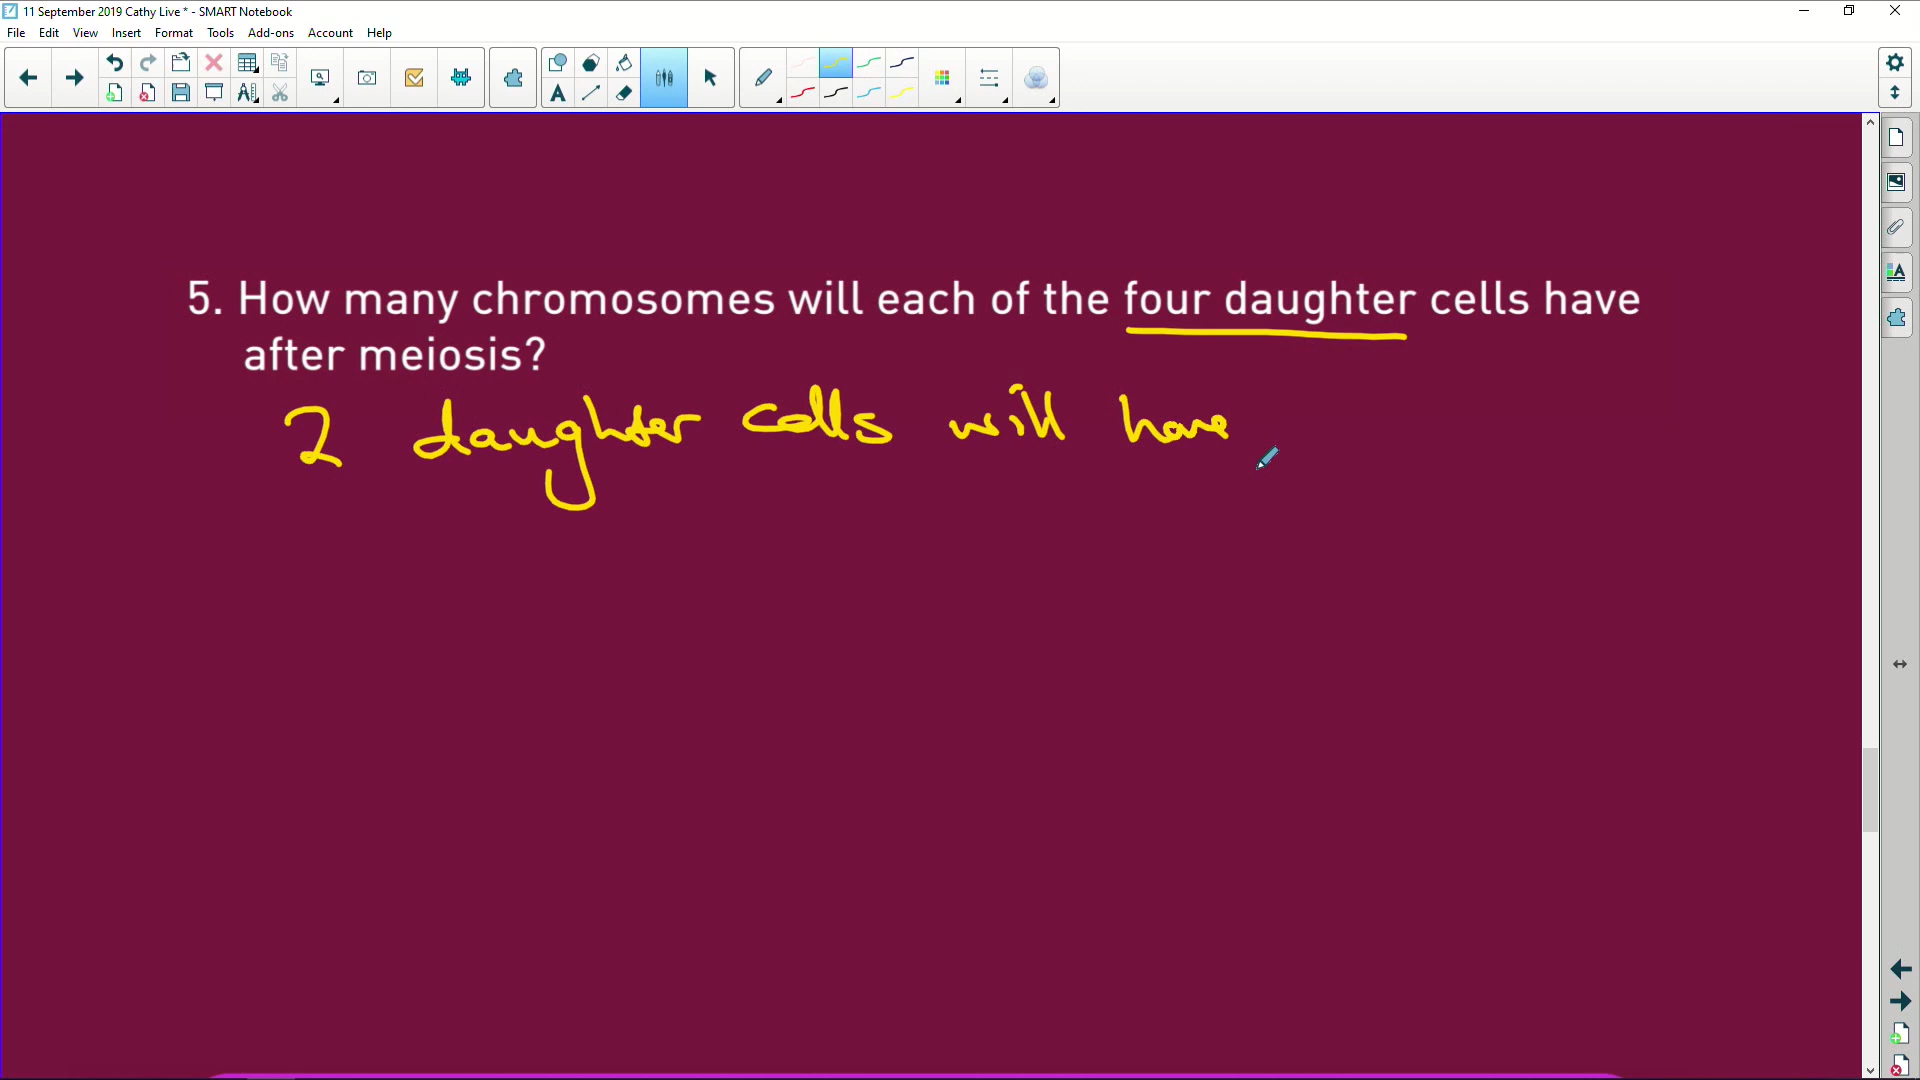 11 September 2019 Cathy Live * - SMART Notebook
File Edit View Insert Format Tools Add-ons Account Help
5. How many chromosomes will each of the four daughter cells have
after meiosis?
2 daughter cells will have